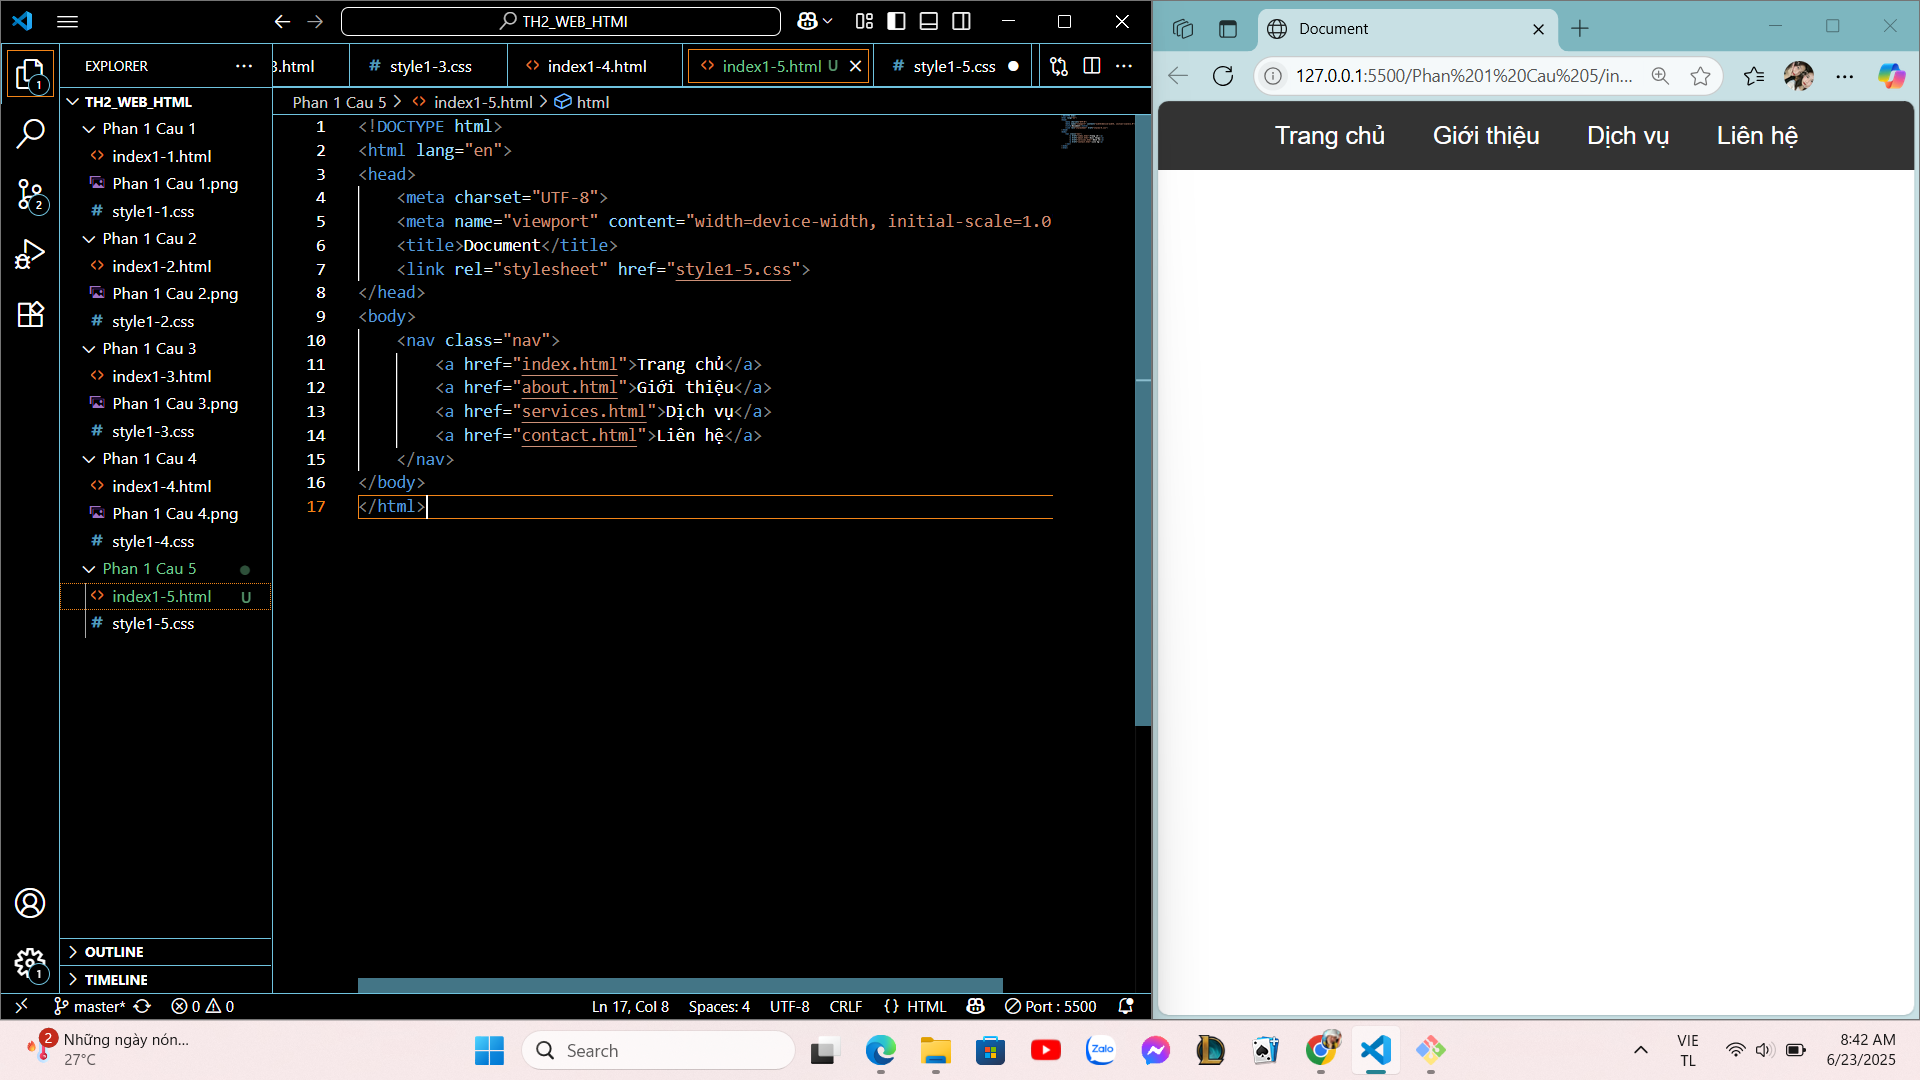 TH2_WEB_HTMl
EXPLORER
3.html
# style1-3.css
<> index1-4.html
<> index1-5.html U
# style1-5.css
TH2_WEB_HTML
Phan 1 Cau 1
<> index1-1.html
Phan 1 Cau 1.png
# style1-1.css
Phan 1 Cau 2
<> index1-2.html
Phan 1 Cau 2.png
# style1-2.css
Phan 1 Cau 3
<> index1-3.html
Phan 1 Cau 3.png
# style1-3.css
Phan 1 Cau 4
<> index1-4.html
Phan 1 Cau 4.png
# style1-4.css
Phan 1 Cau 5
<> index1-5.html U
# style1-5.css
OUTLINE
TIMELINE
Phan 1 Cau 5 > <> index1-5.html > html
1 <!DOCTYPE html>
2 <html lang="en">
3 <head>
4 <meta charset="UTF-8">
5 <meta name="viewport" content="width=device-width, initial-scale=1.0
6 <title>Document</title>
7 <link rel="stylesheet" href="style1-5.css">
8 </head>
9 <body>
10 <nav class="nav">
11 <a href="index.html">Trang chủ</a>
12 <a href="about.html">Giới thiệu</a>
13 <a href="services.html">Dịch vụ</a>
14 <a href="contact.html">Liên hệ</a>
15 </nav>
16 </body>
17 </html>
1
2
1
master* 0 0
Ln 17, Col 8 Spaces: 4 UTF-8 CRLF {} HTML Port : 5500
Document
127.0.0.1:5500/Phan%201%20Cau%205/in...
Trang chủ Giới thiệu Dịch vụ Liên hệ
2
Những ngày nón...
27°C
Search
Zalo
VIE
TL
8:42 AM
6/23/2025